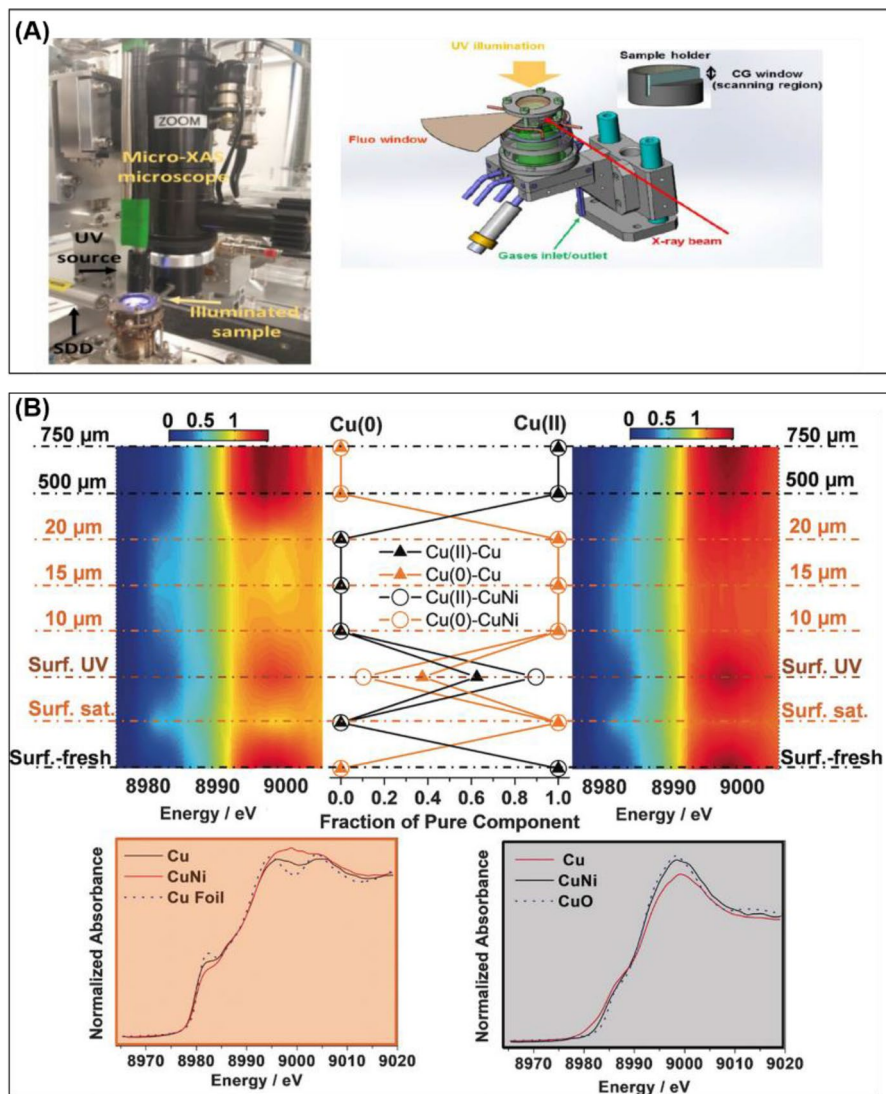 (A)
ZOOM
Micro-XAS
microscope
UV
source
Illuminated
sample
SDD
UV illumination
Sample holder
CG window
(scanning region)
Fluo window
X-ray beam
Gases inlet/outlet
(B)
0 0.5 1
Cu(0)
Cu(II)
0 0.5 1
750 µm
500 µm
20 µm
15 µm
10 µm
Surf. UV
Surf. sat.
Surf.-fresh
Cu(II)-Cu
Cu(0)-Cu
Cu(II)-CuNi
Cu(0)-CuNi
750 µm
500 µm
20 µm
15 µm
10 µm
Surf. UV
Surf. sat.
Surf.-fresh
8980 8990 9000
Energy / eV
0.0 0.2 0.4 0.6 0.8 1.0
Fraction of Pure Component
8980 8990 9000
Energy / eV
Normalized Absorbance
Cu
CuNi
Cu Foil
8970 8980 8990 9000 9010 9020
Energy / eV
Normalized Absorbance
Cu
CuNi
CuO
8970 8980 8990 9000 9010 9020
Energy / eV